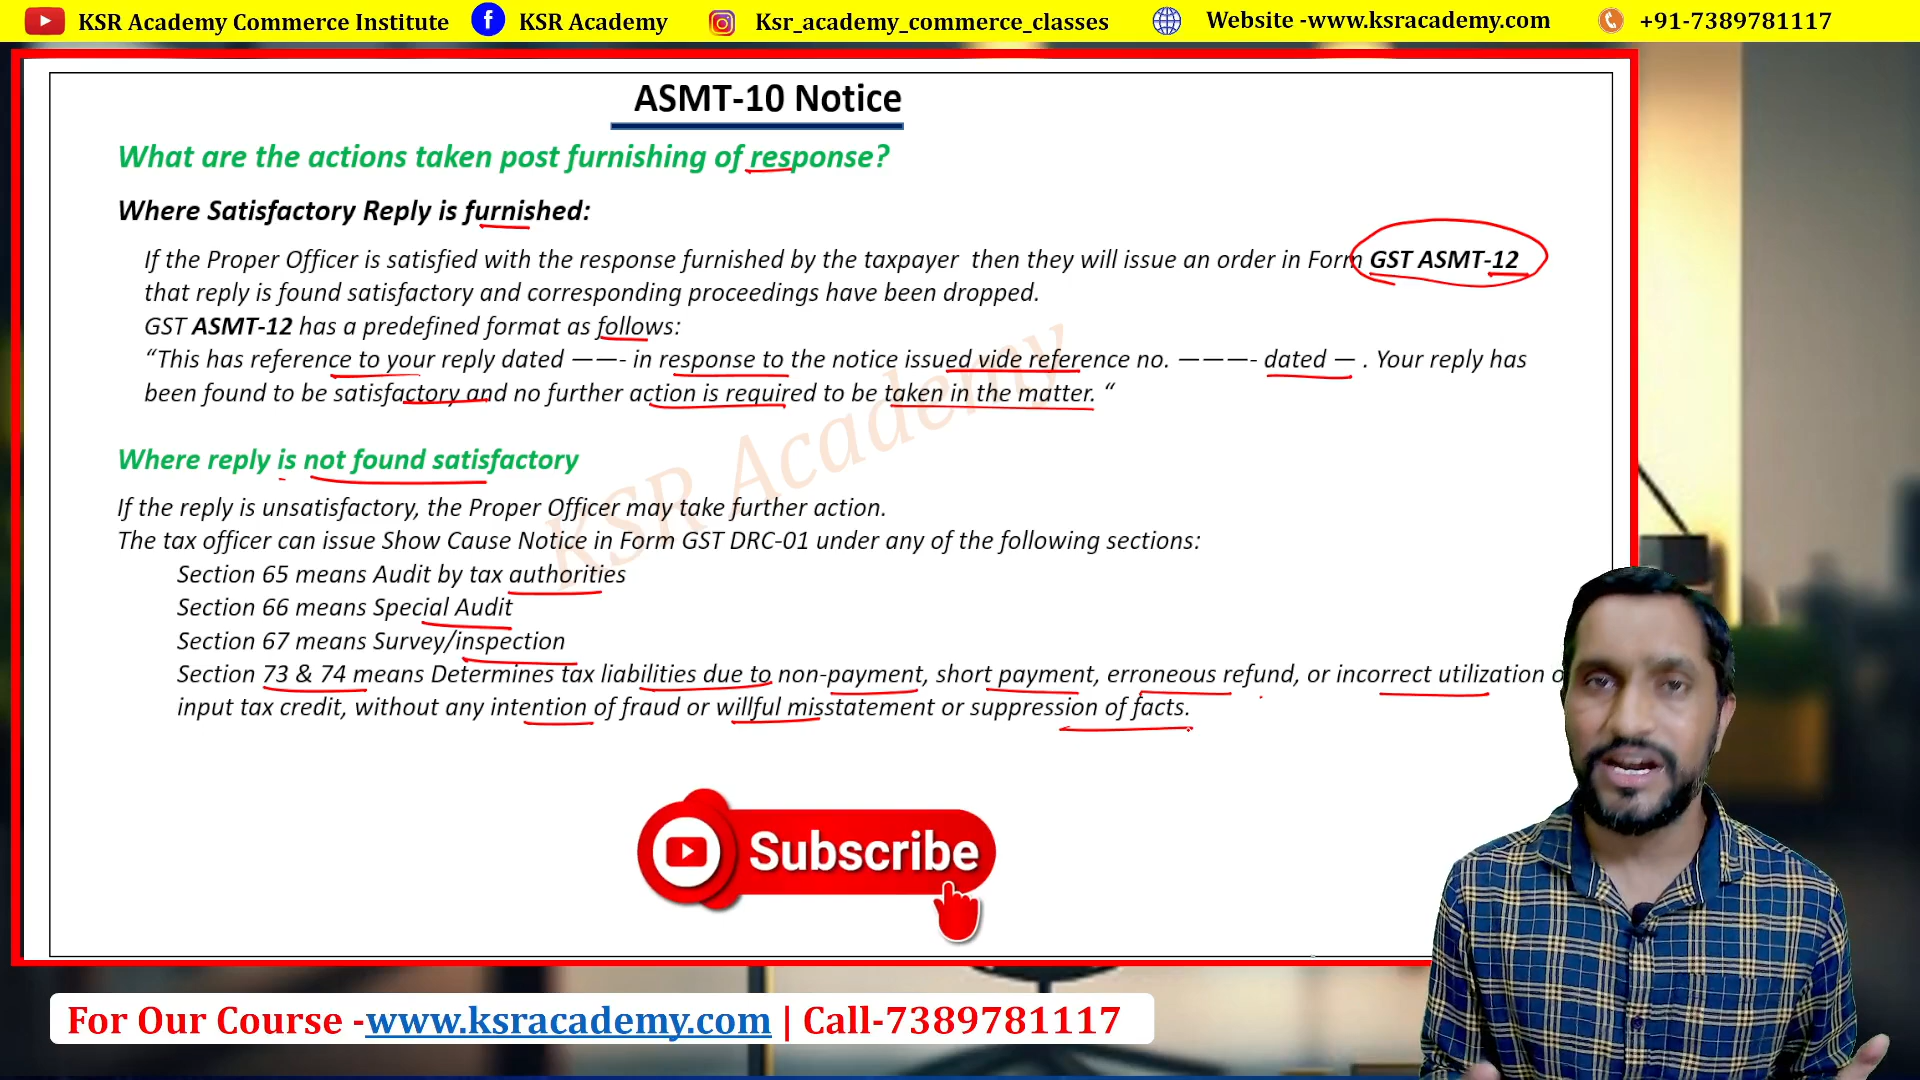 KSR Academy Commerce Institute KSR Academy Ksr_academy_commerce_classes Website -www.ksracademy.com +91-7389781117
ASMT-10 Notice
What are the actions taken post furnishing of response?
Where Satisfactory Reply is furnished:
If the Proper Officer is satisfied with the response furnished by the taxpayer then they will issue an order in Form GST ASMT-12
that reply is found satisfactory and corresponding proceedings have been dropped.
GST ASMT-12 has a predefined format as follows:
“This has reference to your reply dated ——- in response to the notice issued vide reference no. ———- dated — . Your reply has
been found to be satisfactory and no further action is required to be taken in the matter. “
Where reply is not found satisfactory
If the reply is unsatisfactory, the Proper Officer may take further action.
The tax officer can issue Show Cause Notice in Form GST DRC-01 under any of the following sections:
Section 65 means Audit by tax authorities
Section 66 means Special Audit
Section 67 means Survey/inspection
Section 73 & 74 means Determines tax liabilities due to non-payment, short payment, erroneous refund, or incorrect utilization
input tax credit, without any intention of fraud or willful misstatement or suppression of facts.
KSR Academy
Subscribe
For Our Course -www.ksracademy.com | Call-7389781117